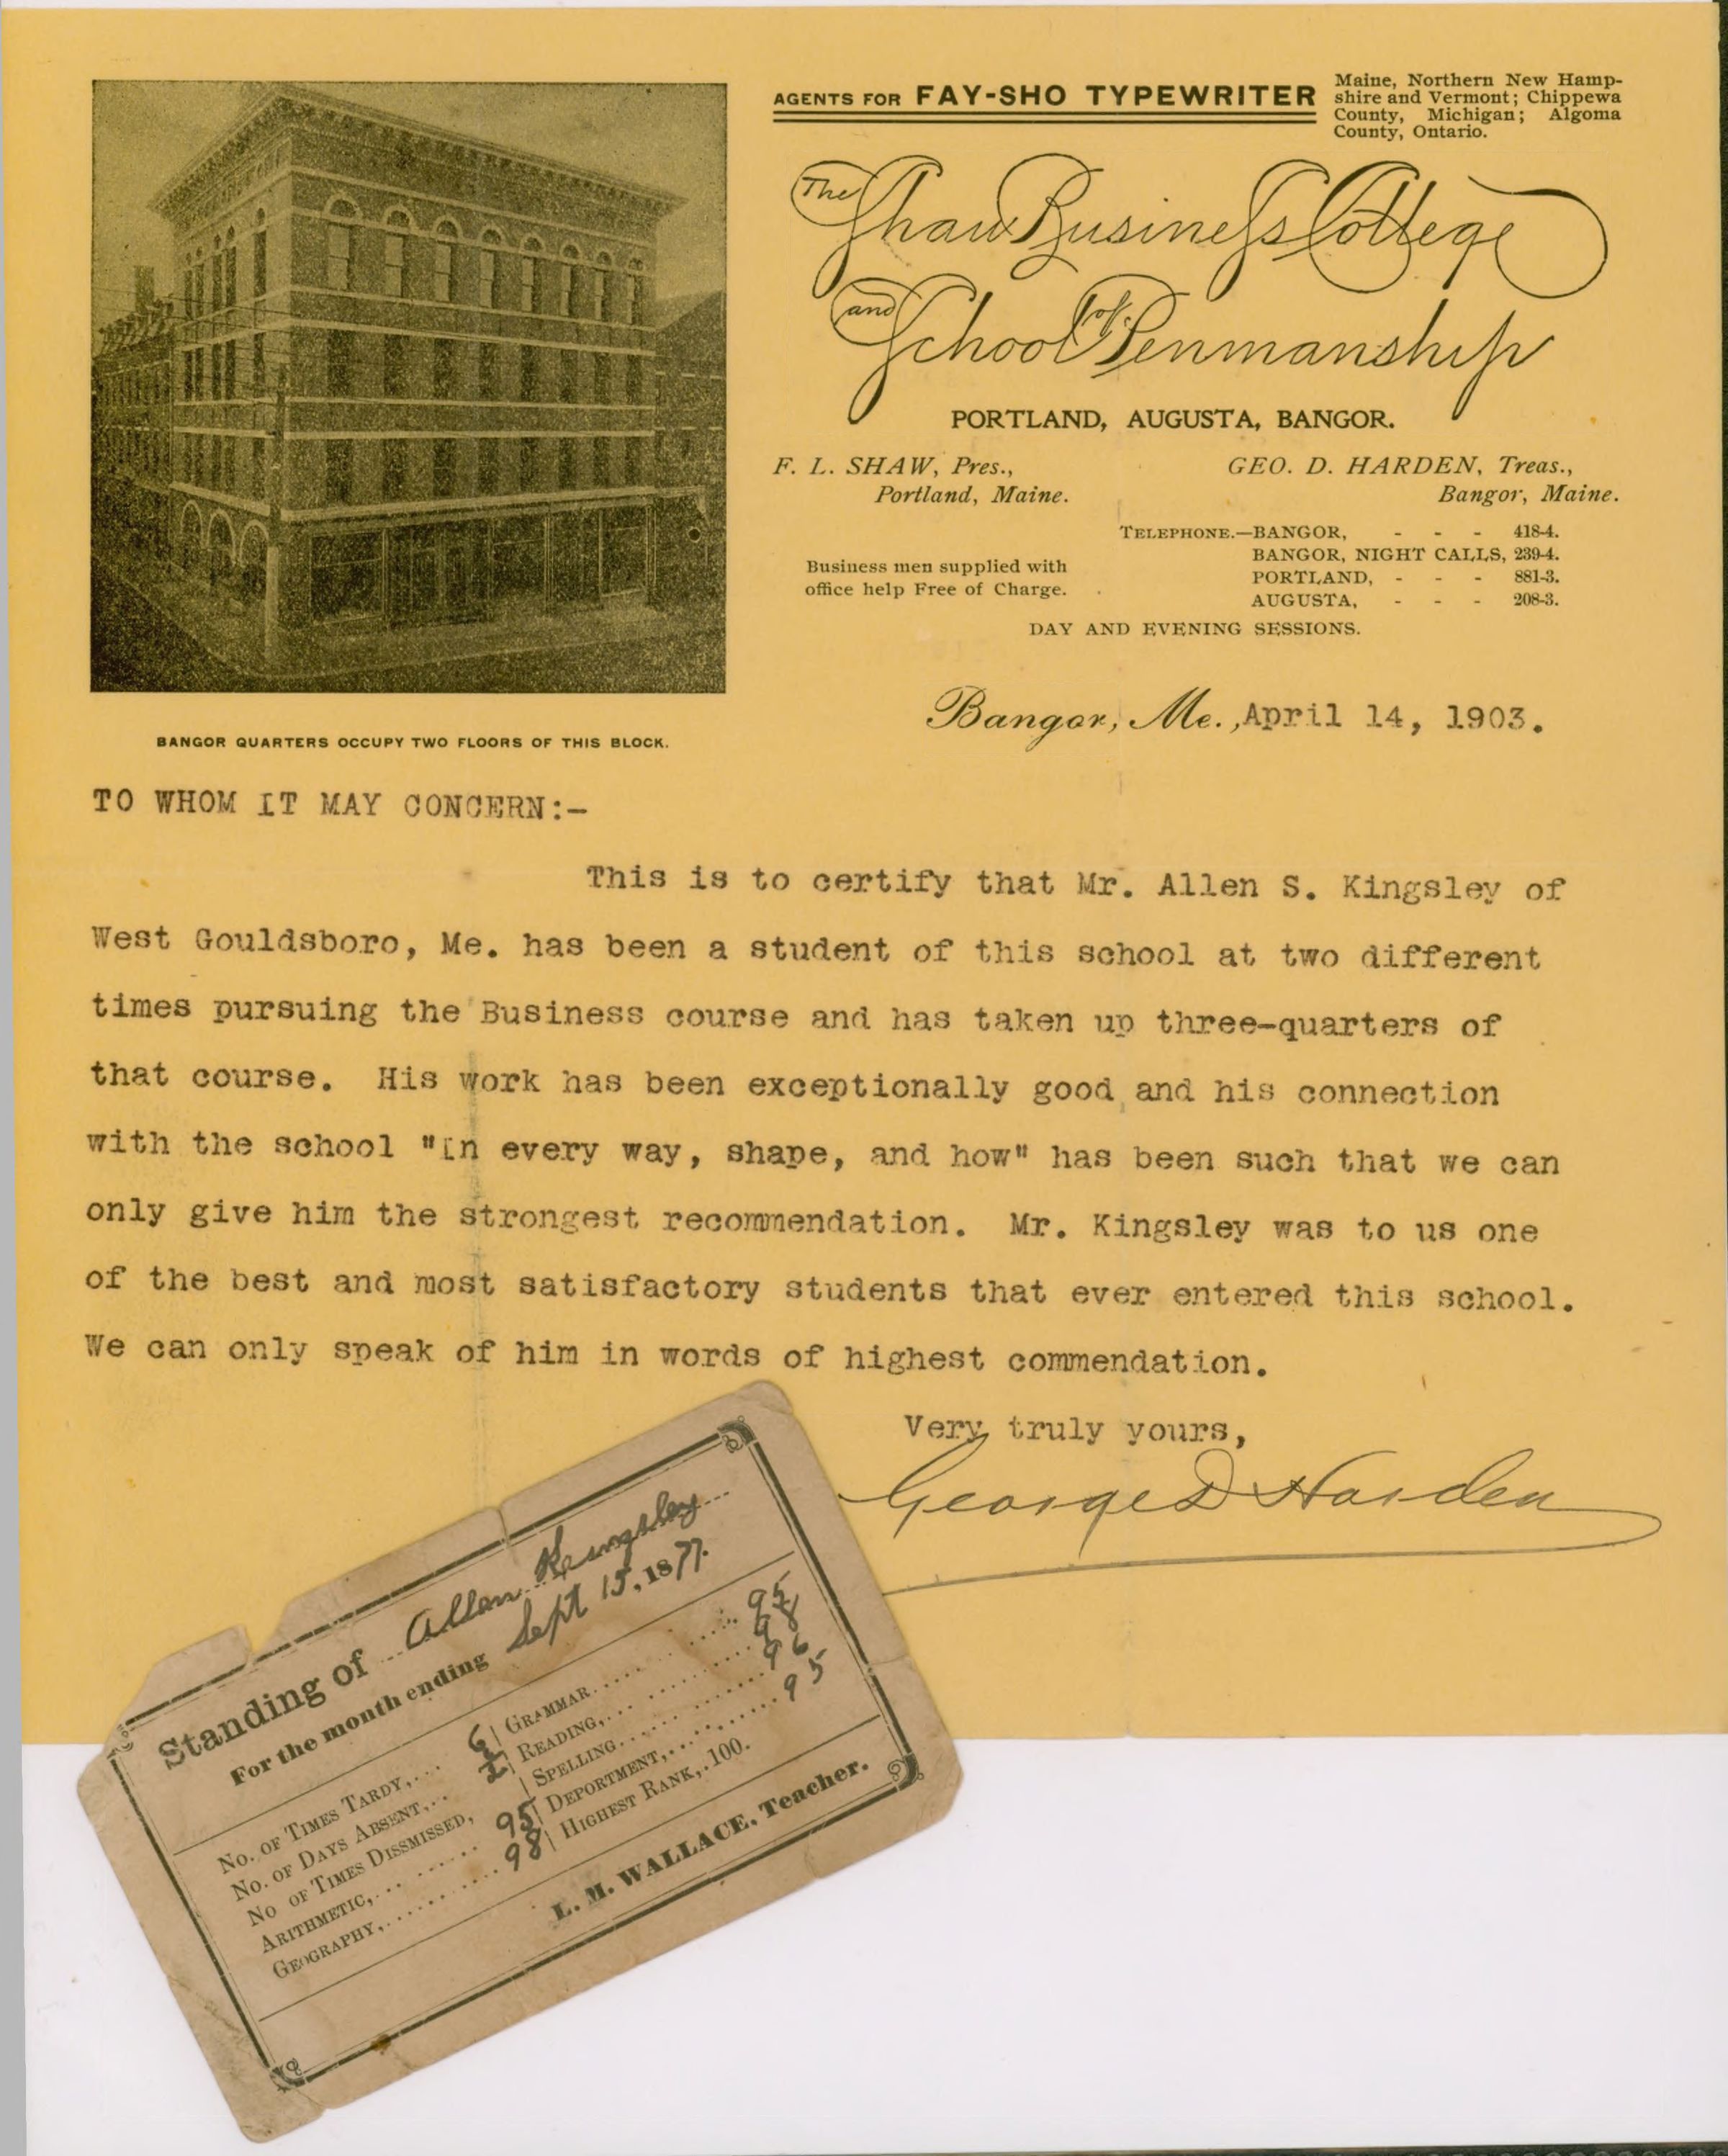 AGENTS FOR FAY-SHO TYPEWRITER
Maine, Northern New Hamp-
shire and Vermont; Chippewa
County, Michigan; Algoma
County, Ontario.
The Shaw Business College
and School of Penmanship
PORTLAND, AUGUSTA, BANGOR.
F. L. SHAW, Pres.,
Portland, Maine.
GEO. D. HARDEN, Treas.,
Bangor, Maine.
TELEPHONE.—BANGOR, - - - 418-4.
BANGOR, NIGHT CALLS, 239-4.
PORTLAND, - - - 881-3.
AUGUSTA, - - - 208-3.
Business men supplied with
office help Free of Charge.
DAY AND EVENING SESSIONS.
BANGOR QUARTERS OCCUPY TWO FLOORS OF THIS BLOCK.
Bangor, Me., April 14, 1903.
TO WHOM IT MAY CONCERN:-
This is to certify that Mr. Allen S. Kingsley of
West Gouldsboro, Me. has been a student of this school at two different
times pursuing the Business course and has taken up three-quarters of
that course. His work has been exceptionally good and his connection
with the school "in every way, shape, and how" has been such that we can
only give him the strongest recommendation. Mr. Kingsley was to us one
of the best and most satisfactory students that ever entered this school.
We can only speak of him in words of highest commendation.
Very truly yours,
George D Harden
Standing of Allen Kingsley
For the month ending Sept 15, 1877.
No. of Times Tardy,... 6
No. of Days Absent,..
No of Times Dissmissed,
Arithmetic,... 95
Geography,... 98
Grammar... 95
Reading,... 98
Spelling... 96
Deportment,... 95
Highest Rank,.100.
L. M. WALLACE, Teacher.